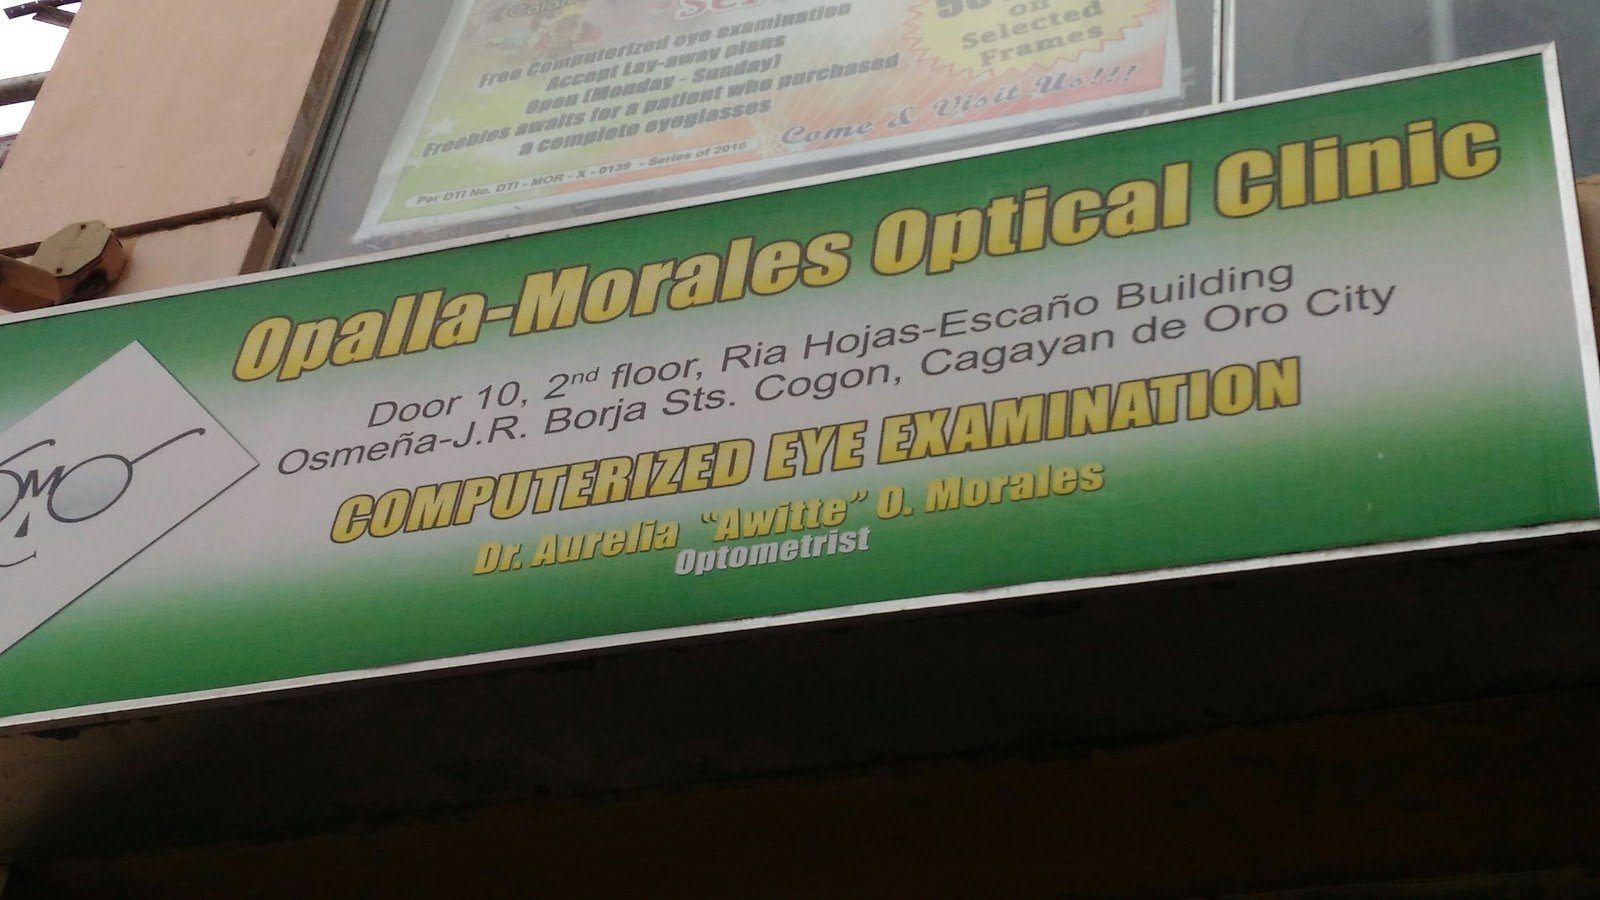 Free Computerized eye examination
Accept Lay-away plans
Open (Monday - Sunday)
Freebies awaits for a patient who purchased
a complete eyeglasses
on
Selected
Frames
Come & Visit Us!!!
Per DTI No. DTI - MOR - X - 0139 - Series of 2016
Opalla-Morales Optical Clinic
Door 10, 2nd floor, Ria Hojas-Escaño Building
Osmeña-J.R. Borja Sts. Cogon, Cagayan de Oro City
COMPUTERIZED EYE EXAMINATION
Dr. Aurelia "Awitte" O. Morales
Optometrist